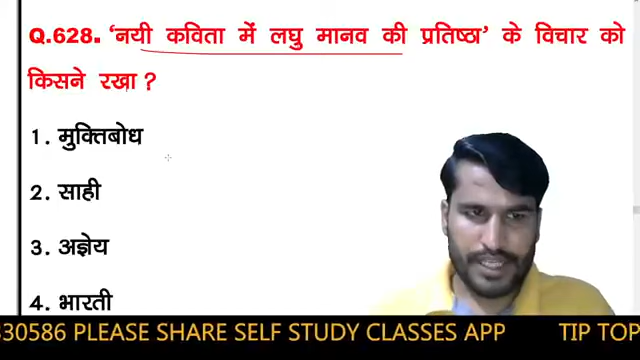 Q.628. ‘नयी कविता में लघु मानव की प्रतिष्ठा’ के विचार को
किसने रखा ?
1. मुक्तिबोध
2. साही
3. अज्ञेय
4. भारती
330586 PLEASE SHARE SELF STUDY CLASSES APP TIP TOP